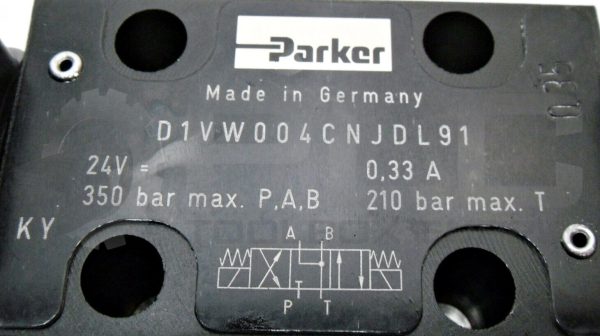 Parker
Made in Germany
D1VW004CNJDL91
24V = 0,33 A
350 bar max. P,A,B 210 bar max. T
KY
A B
T
P T